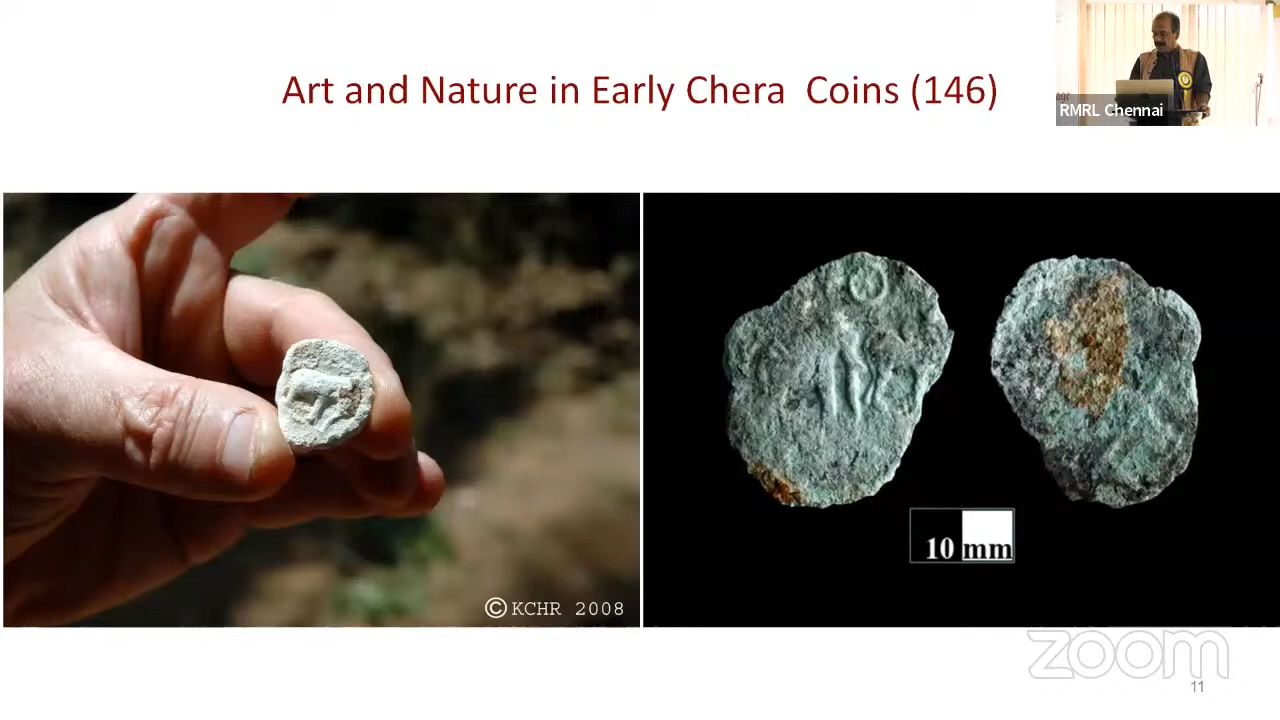 Art and Nature in Early Chera  Coins (146)
RMRL Chennai
10 mm
© KCHR 2008
zoom
11